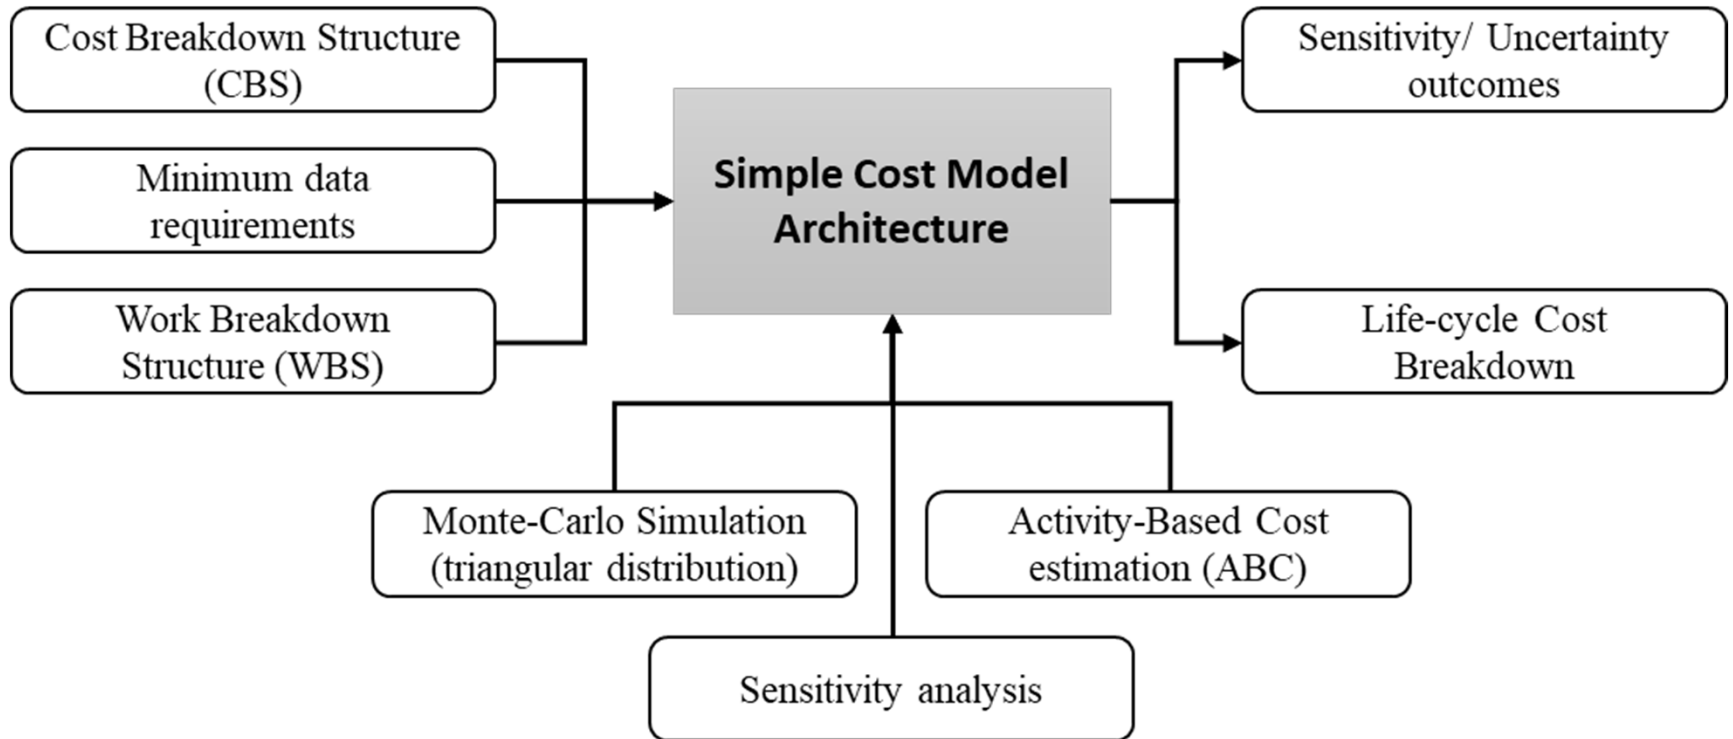 Cost Breakdown Structure
(CBS)
Minimum data
requirements
Work Breakdown
Structure (WBS)
Simple Cost Model
Architecture
Sensitivity/ Uncertainty
outcomes
Life-cycle Cost
Breakdown
Monte-Carlo Simulation
(triangular distribution)
Activity-Based Cost
estimation (ABC)
Sensitivity analysis